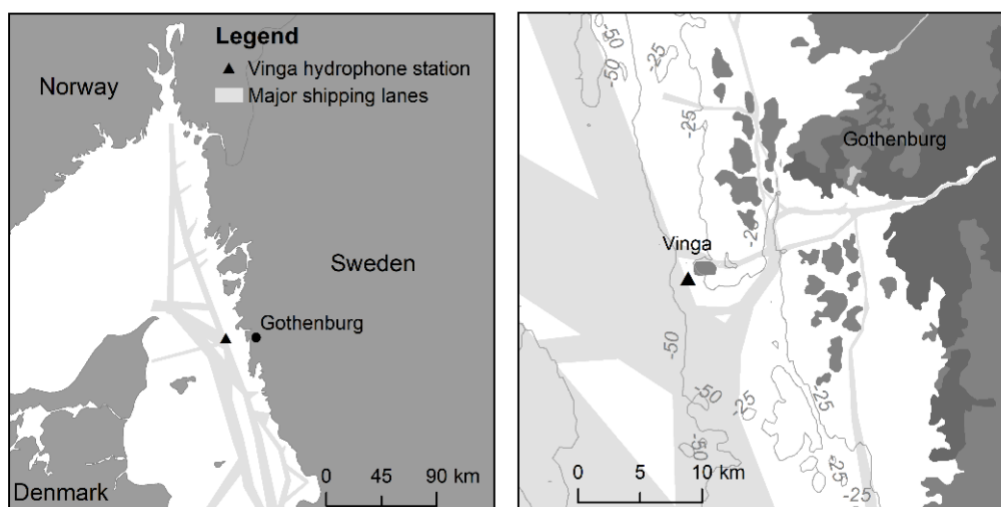 Legend
Vinga hydrophone station
Major shipping lanes
Norway
Sweden
Gothenburg
Denmark
0 45 90 km
-50
-50
-25
-25
Gothenburg
-25
Vinga
-50
-50
-25
-25
-50
-25
-25
0 5 10 km